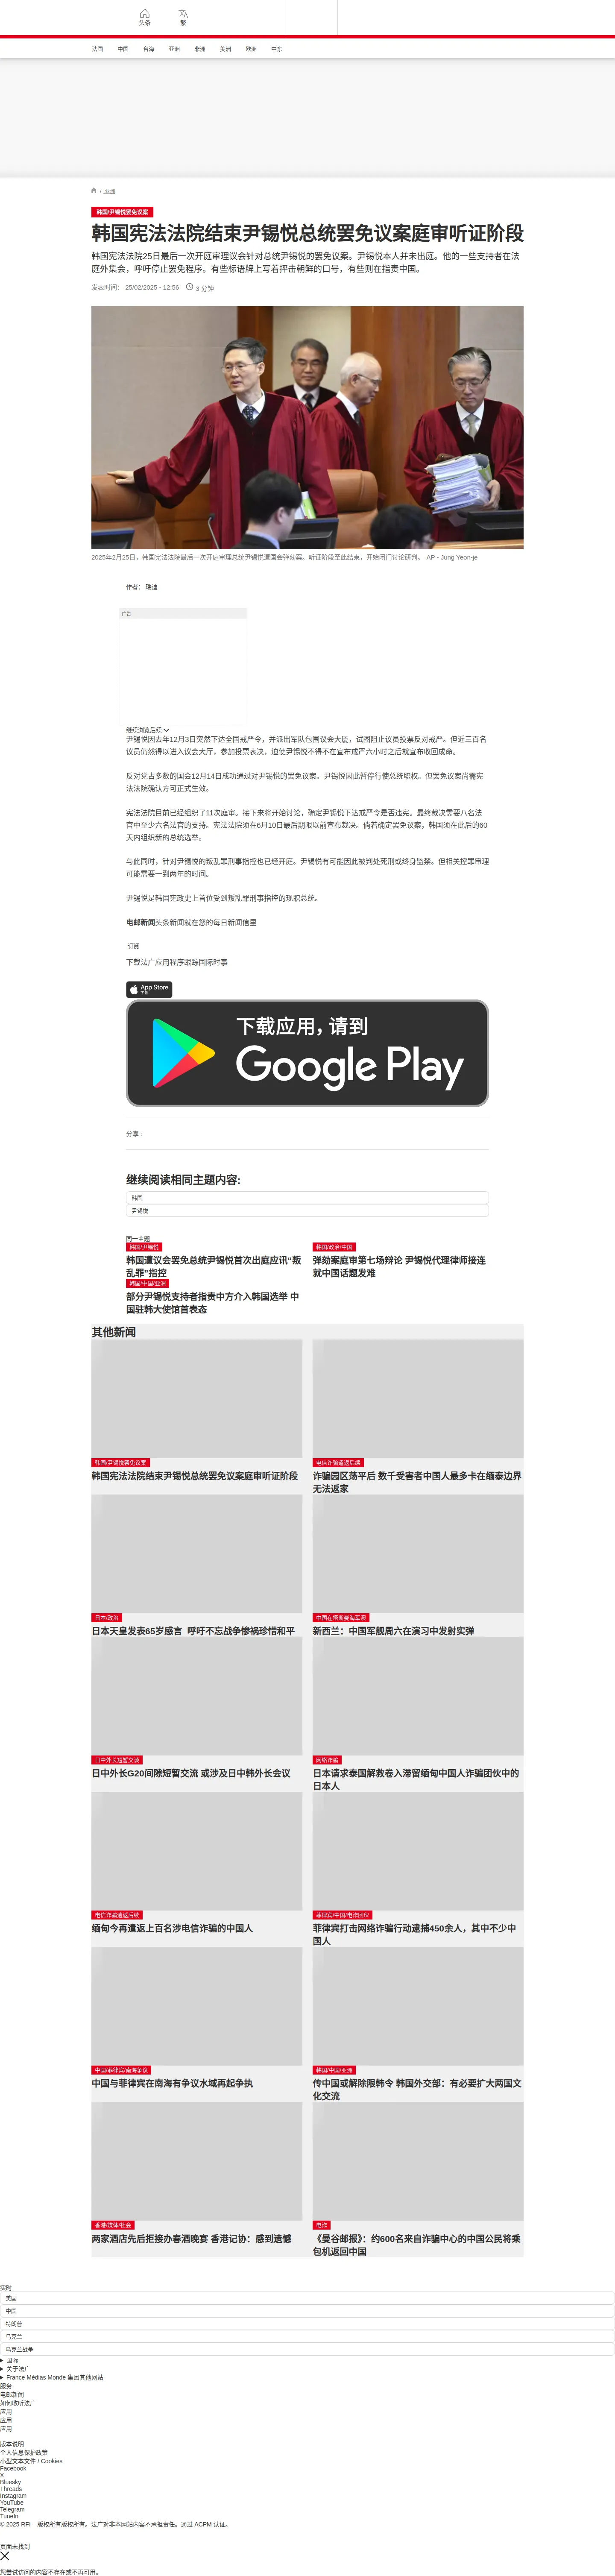 头条
繁
法国
中国
台海
亚洲
非洲
美洲
欧洲
中东
/ 亚洲
韩国/尹锡悦罢免议案
韩国宪法法院结束尹锡悦总统罢免议案庭审听证阶段
韩国宪法法院25日最后一次开庭审理议会针对总统尹锡悦的罢免议案。尹锡悦本人并未出庭。他的一些支持者在法
庭外集会，呼吁停止罢免程序。有些标语牌上写着抨击朝鲜的口号，有些则在指责中国。
发表时间： 25/02/2025 - 12:56
3 分钟
2025年2月25日，韩国宪法法院最后一次开庭审理总统尹锡悦遭国会弹劾案。听证阶段至此结束，开始闭门讨论研判。 AP - Jung Yeon-je
作者： 瑞迪
广告
继续浏览后续
尹锡悦因去年12月3日突然下达全国戒严令，并派出军队包围议会大厦，试图阻止议员投票反对戒严。但近三百名
议员仍然得以进入议会大厅，参加投票表决，迫使尹锡悦不得不在宣布戒严六小时之后就宣布收回成命。
反对党占多数的国会12月14日成功通过对尹锡悦的罢免议案。尹锡悦因此暂停行使总统职权。但罢免议案尚需宪
法法院确认方可正式生效。
宪法法院目前已经组织了11次庭审。接下来将开始讨论，确定尹锡悦下达戒严令是否违宪。最终裁决需要八名法
官中至少六名法官的支持。宪法法院须在6月10日最后期限以前宣布裁决。倘若确定罢免议案，韩国须在此后的60
天内组织新的总统选举。
与此同时，针对尹锡悦的叛乱罪刑事指控也已经开庭。尹锡悦有可能因此被判处死刑或终身监禁。但相关控罪审理
可能需要一到两年的时间。
尹锡悦是韩国宪政史上首位受到叛乱罪刑事指控的现职总统。
电邮新闻头条新闻就在您的每日新闻信里
订阅
下载法广应用程序跟踪国际时事
App Store
下载
下载应用，请到
Google Play
分享 :
继续阅读相同主题内容:
韩国
尹锡悦
同一主题
韩国/尹锡悦
韩国遭议会罢免总统尹锡悦首次出庭应讯“叛
乱罪”指控
韩国/政治/中国
弹劾案庭审第七场辩论 尹锡悦代理律师接连
就中国话题发难
韩国/中国/亚洲
部分尹锡悦支持者指责中方介入韩国选举 中
国驻韩大使馆首表态
其他新闻
韩国/尹锡悦罢免议案
韩国宪法法院结束尹锡悦总统罢免议案庭审听证阶段
电信诈骗遣返后续
诈骗园区荡平后 数千受害者中国人最多卡在缅泰边界
无法返家
日本/政治
日本天皇发表65岁感言 呼吁不忘战争惨祸珍惜和平
中国在塔斯曼海军演
新西兰：中国军舰周六在演习中发射实弹
日中外长短暂交谈
日中外长G20间隙短暂交流 或涉及日中韩外长会议
网络诈骗
日本请求泰国解救卷入滞留缅甸中国人诈骗团伙中的
日本人
电信诈骗遣返后续
缅甸今再遣返上百名涉电信诈骗的中国人
菲律宾/中国/电诈团伙
菲律宾打击网络诈骗行动逮捕450余人，其中不少中
国人
中国/菲律宾/南海争议
中国与菲律宾在南海有争议水域再起争执
韩国/中国/亚洲
传中国或解除限韩令 韩国外交部：有必要扩大两国文
化交流
香港/媒体/社会
两家酒店先后拒接办春酒晚宴 香港记协：感到遗憾
电诈
《曼谷邮报》：约600名来自诈骗中心的中国公民将乘
包机返回中国
实时
美国
中国
特朗普
乌克兰
乌克兰战争
国际
关于法广
France Médias Monde 集团其他网站
服务
电邮新闻
如何收听法广
应用
应用
应用
版本说明
个人信息保护政策
小型文本文件 / Cookies
Facebook
X
Bluesky
Threads
Instagram
YouTube
Telegram
TuneIn
© 2025 RFI – 版权所有版权所有。法广对非本网站内容不承担责任。通过 ACPM 认证。
页面未找到
您尝试访问的内容不存在或不再可用。